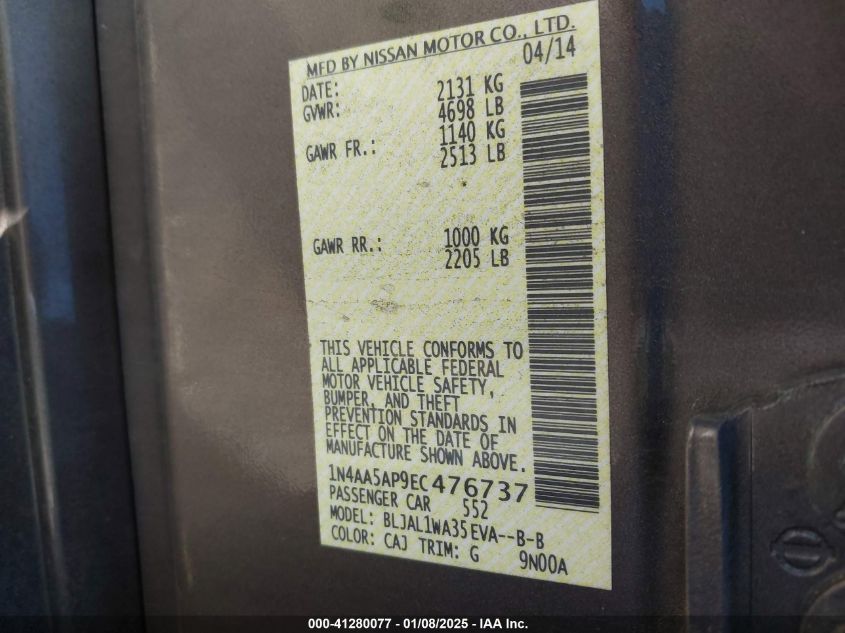 MFD BY NISSAN MOTOR CO., LTD.
DATE: 04/14
GVWR: 2131 KG
4698 LB
GAWR FR.: 1140 KG
2513 LB
GAWR RR.: 1000 KG
2205 LB
THIS VEHICLE CONFORMS TO
ALL APPLICABLE FEDERAL
MOTOR VEHICLE SAFETY,
BUMPER, AND THEFT
PREVENTION STANDARDS IN
EFFECT ON THE DATE OF
MANUFACTURE SHOWN ABOVE.
1N4AA5AP9EC476737
PASSENGER CAR 552
MODEL: BLJAL1WA35EVA--B-B
COLOR: CAJ TRIM: G 9N00A
000-41280077 - 01/08/2025 - IAA Inc.